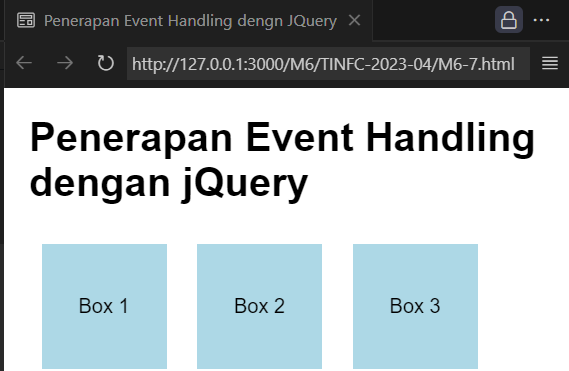 Penerapan Event Handling dengn JQuery
http://127.0.0.1:3000/M6/TINFC-2023-04/M6-7.html
Penerapan Event Handling
dengan jQuery
Box 1 Box 2 Box 3